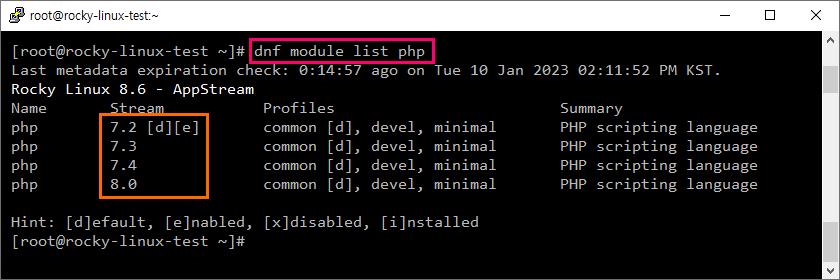 root@rocky-linux-test:~
[root@rocky-linux-test ~]# dnf module list php
Last metadata expiration check: 0:14:57 ago on Tue 10 Jan 2023 02:11:52 PM KST.
Rocky Linux 8.6 - AppStream
Name Stream Profiles Summary
php 7.2 [d][e] common [d], devel, minimal PHP scripting language
php 7.3 common [d], devel, minimal PHP scripting language
php 7.4 common [d], devel, minimal PHP scripting language
php 8.0 common [d], devel, minimal PHP scripting language
Hint: [d]efault, [e]nabled, [x]disabled, [i]nstalled
[root@rocky-linux-test ~]#